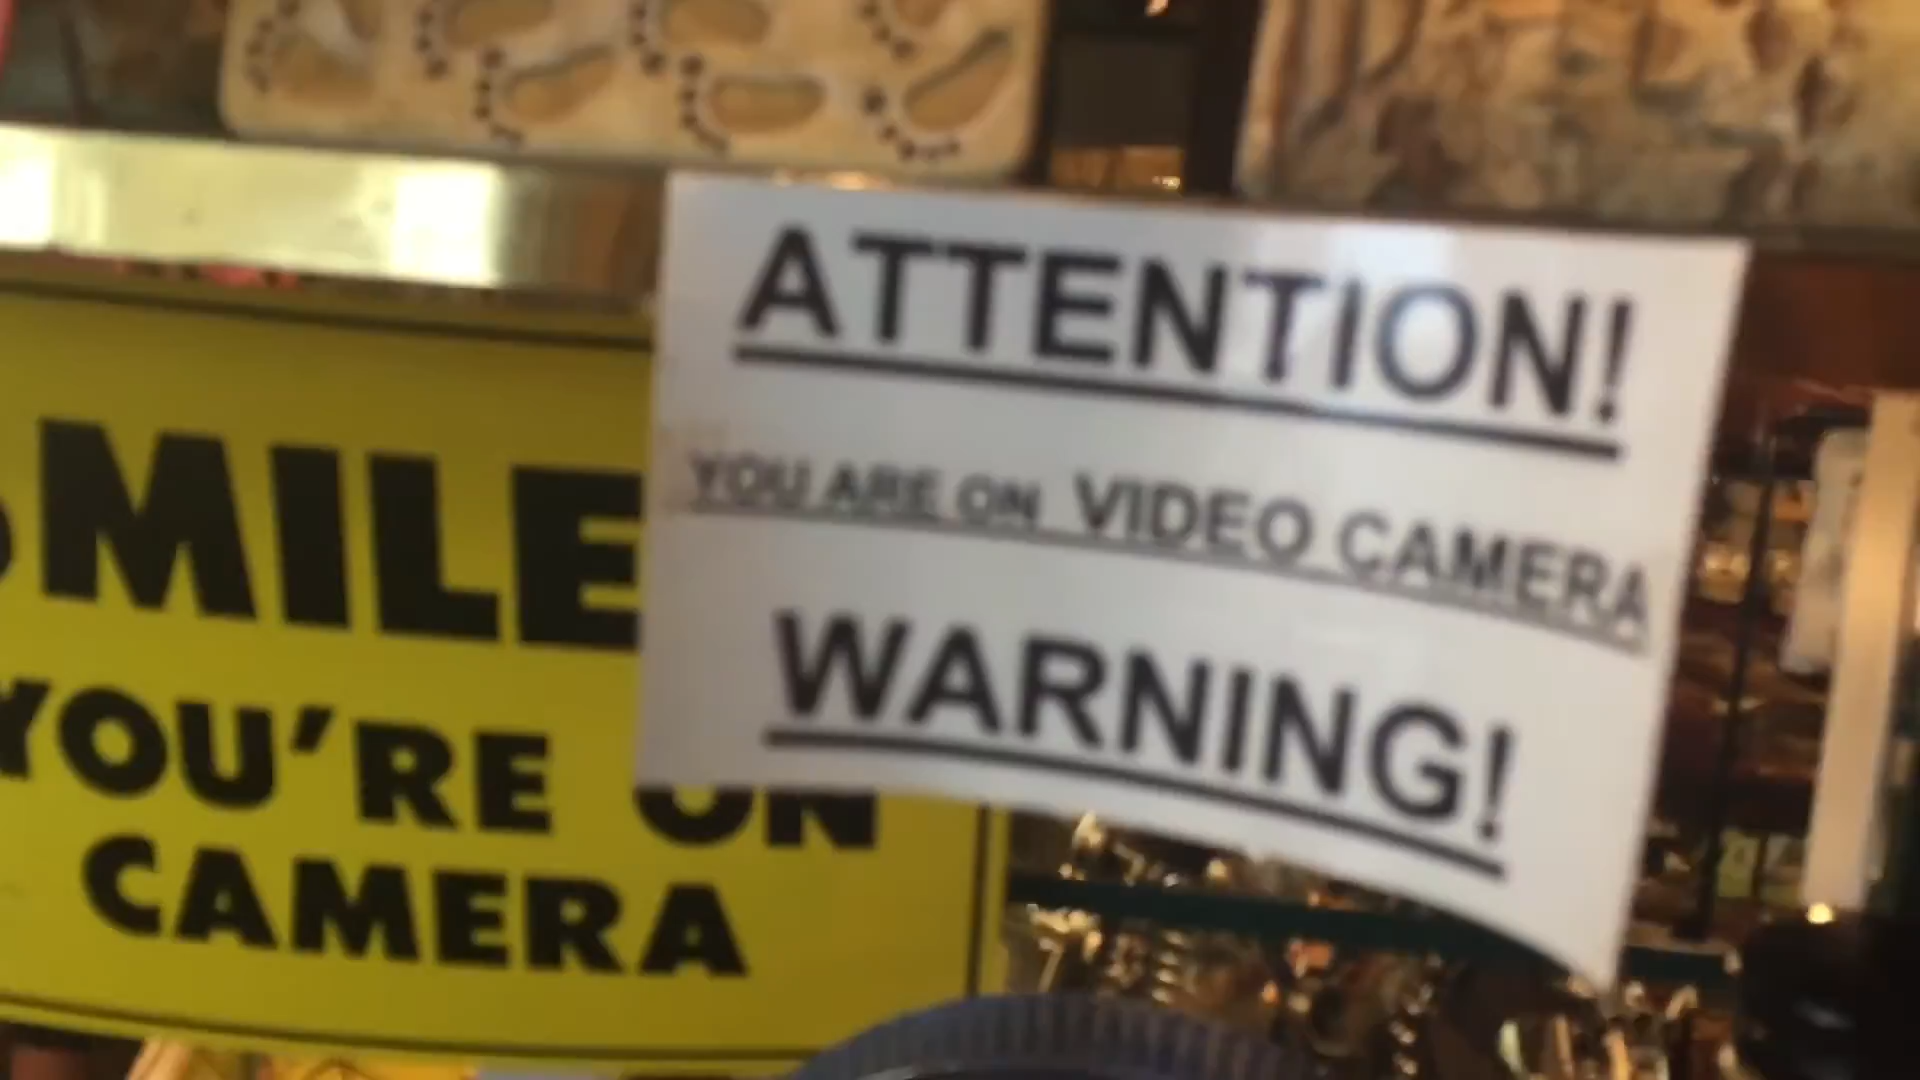 SMILE
YOU'RE ON
CAMERA
ATTENTION!
YOU ARE ON VIDEO CAMERA
WARNING!